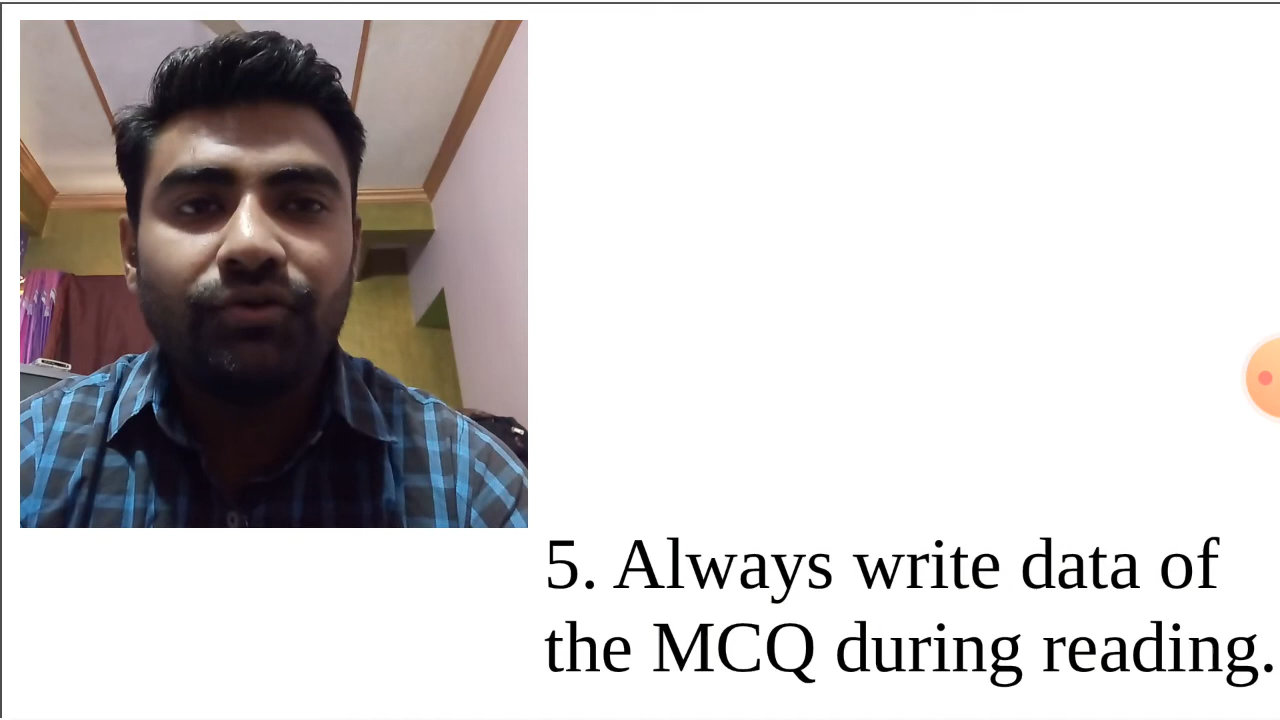 5. Always write data of
the MCQ during reading.